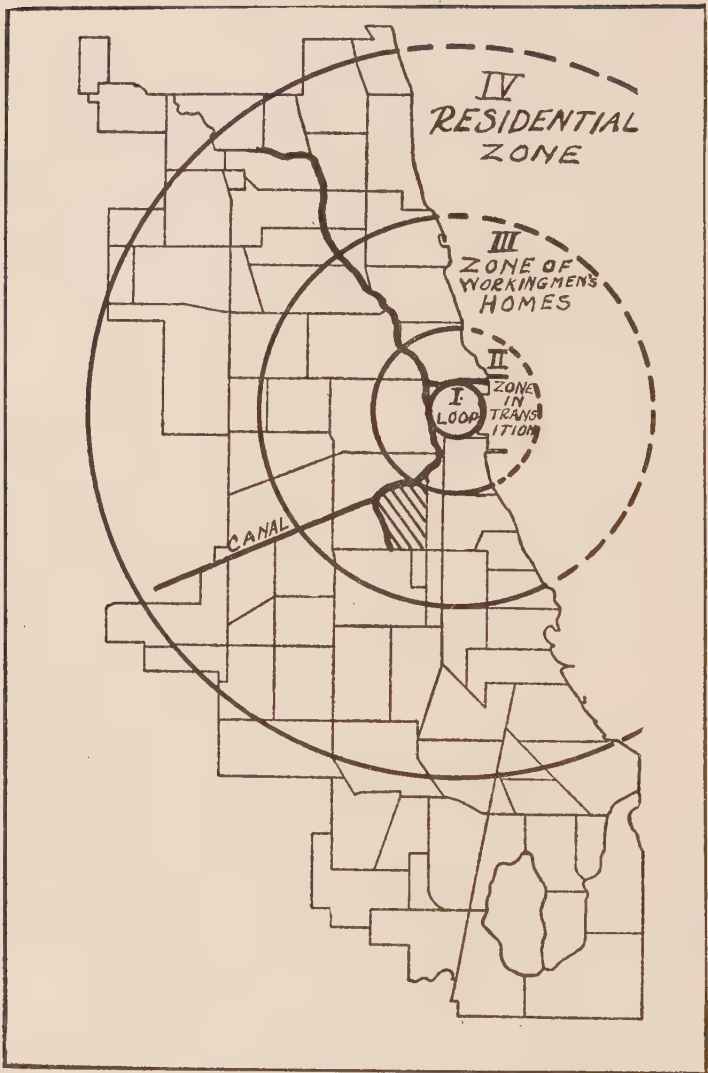 IV
RESIDENTIAL
ZONE
III
ZONE OF
WORKINGMEN'S
HOMES
II
ZONE
IN
TRANS
ITION
I.
LOOP
CANAL